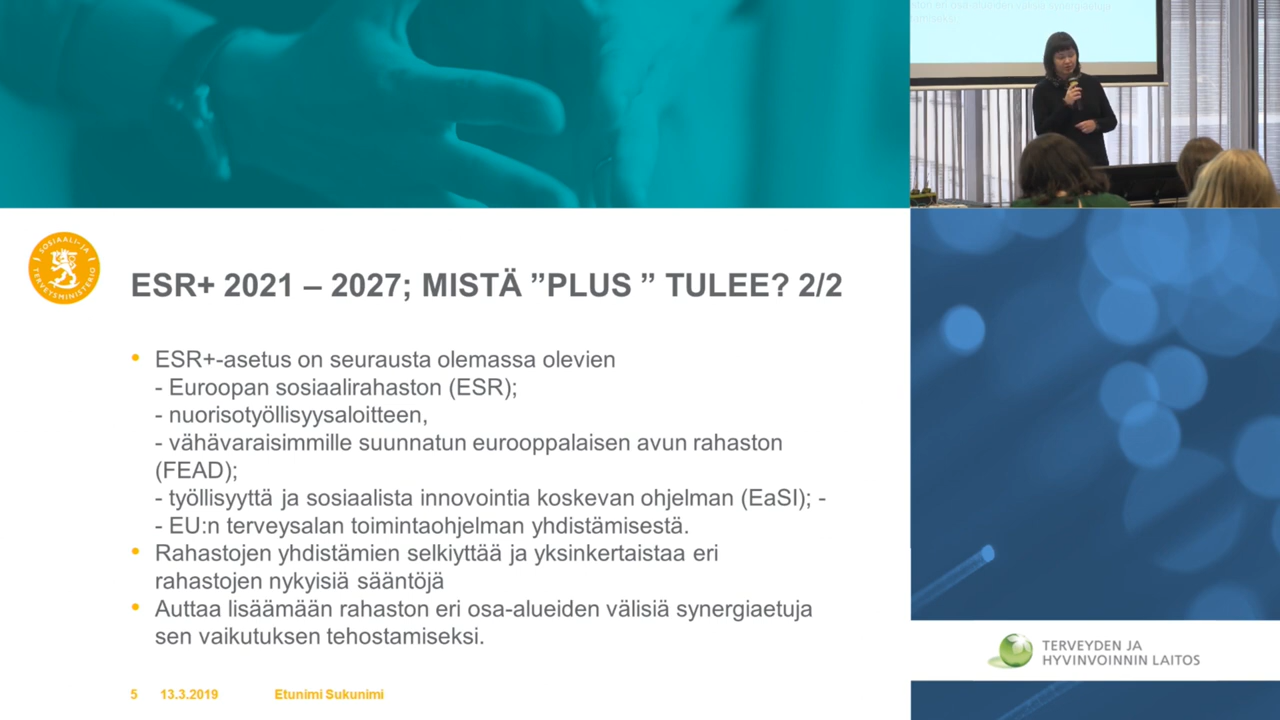 SOSIAALI- JA
TERVEYSMINISTERIÖ
ESR+ 2021 – 2027; MISTÄ ”PLUS ” TULEE? 2/2
• ESR+-asetus on seurausta olemassa olevien
- Euroopan sosiaalirahaston (ESR);
- nuorisotyöllisyysaloitteen,
- vähävaraisimmille suunnatun eurooppalaisen avun rahaston
(FEAD);
- työllisyyttä ja sosiaalista innovointia koskevan ohjelman (EaSI); -
- EU:n terveysalan toimintaohjelman yhdistämisestä.
• Rahastojen yhdistämien selkiyttää ja yksinkertaistaa eri
rahastojen nykyisiä sääntöjä
• Auttaa lisäämään rahaston eri osa-alueiden välisiä synergiaetuja
sen vaikutuksen tehostamiseksi.
5 13.3.2019 Etunimi Sukunimi
TERVEYDEN JA
HYVINVOINNIN LAITOS